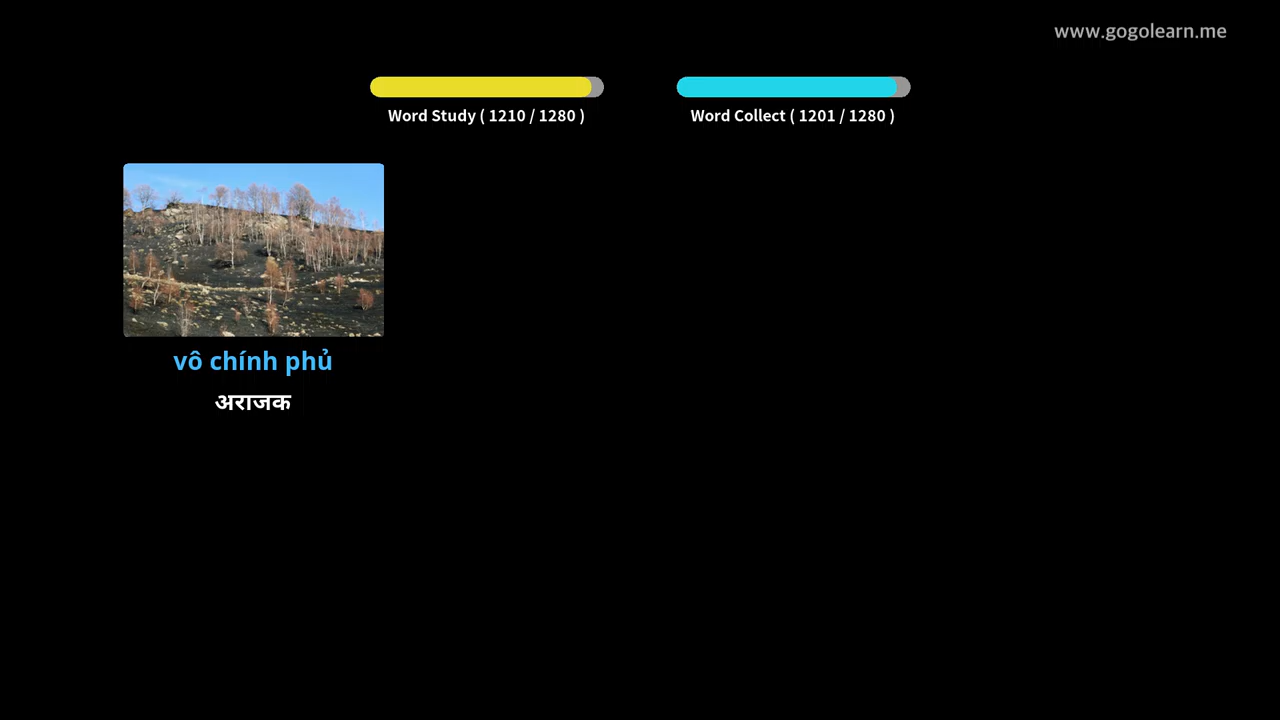 www.gogolearn.me
Word Study ( 1210 / 1280 )
Word Collect ( 1201 / 1280 )
vô chính phủ
अराजक